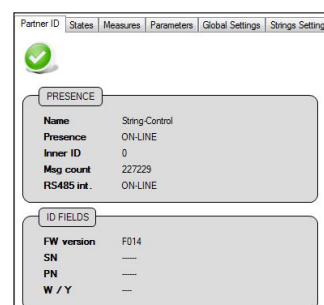 Partner ID States Measures Parameters Global Settings Strings Setting
PRESENCE
Name String-Control
Presence ON-LINE
Inner ID 0
Msg count 227229
RS485 int. ON-LINE
ID FIELDS
FW version F014
SN ------
PN ------
W / Y ----